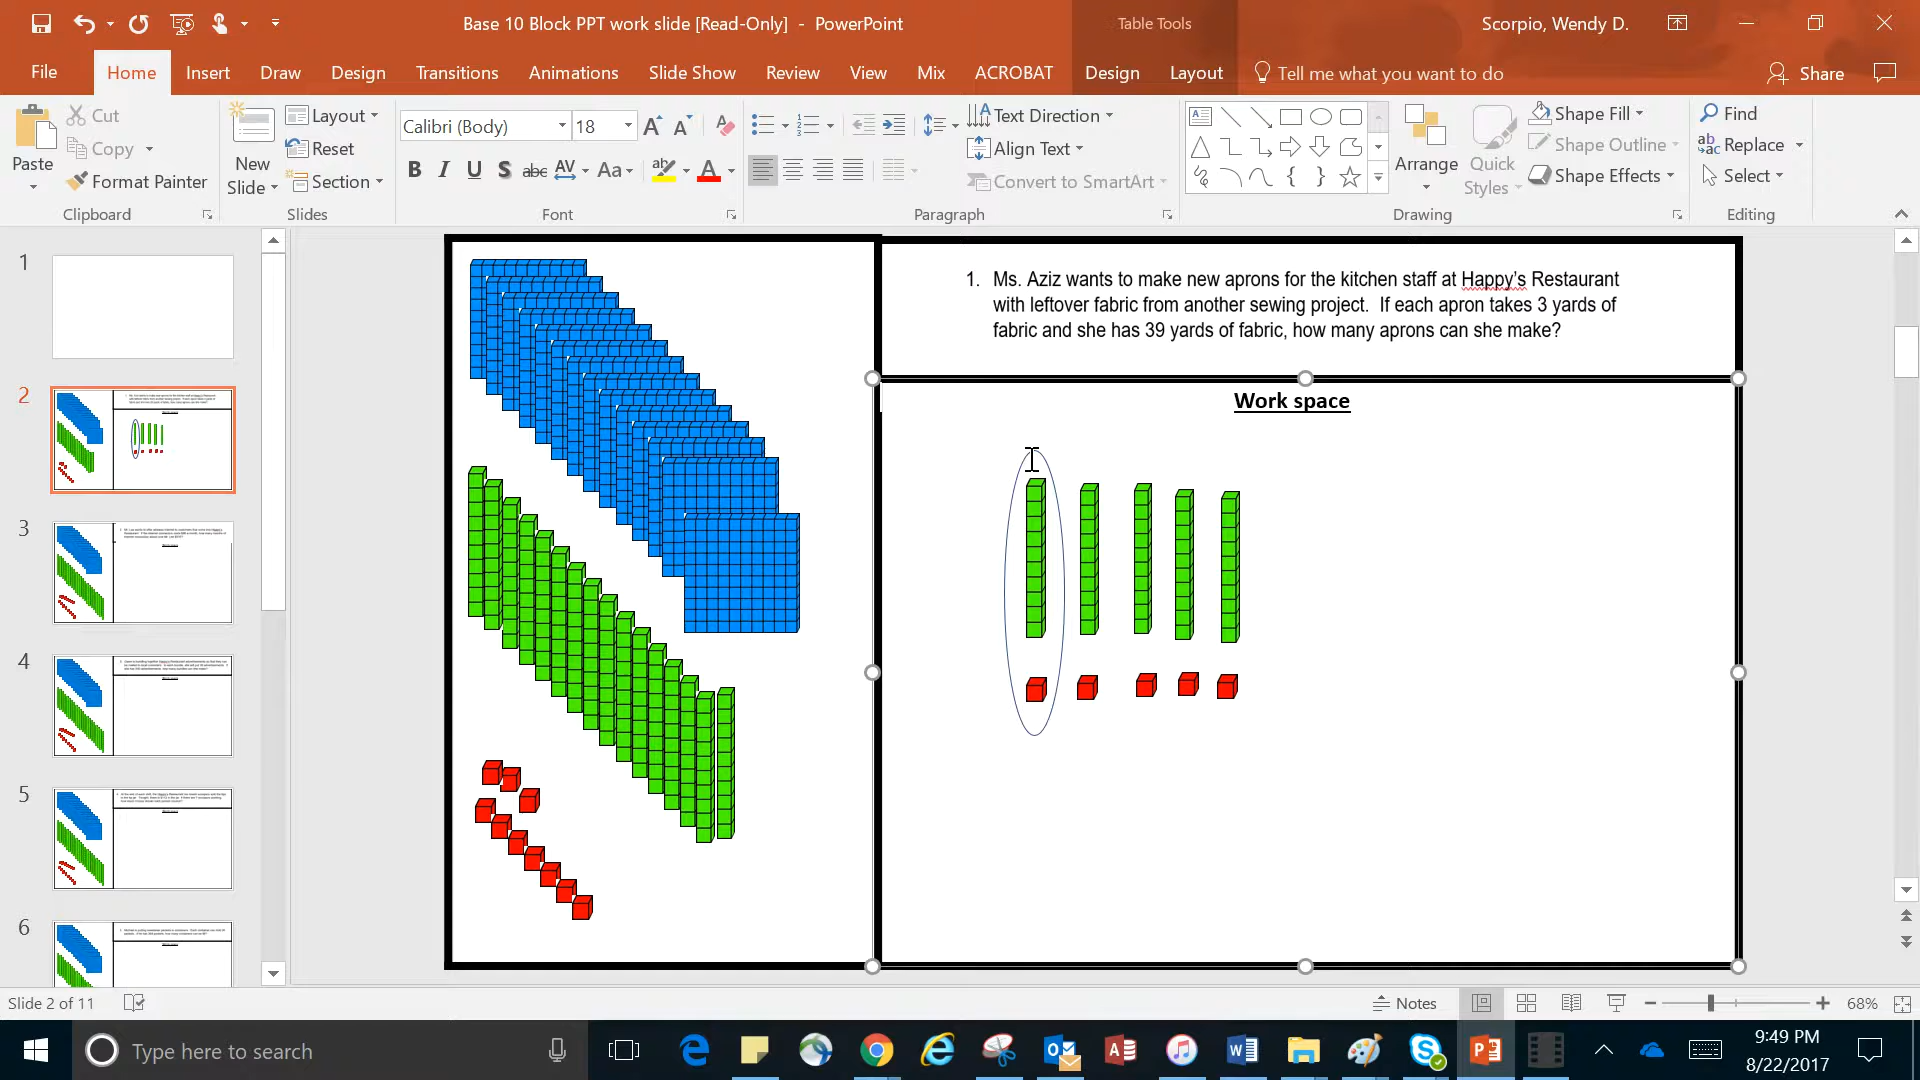 Base 10 Block PPT work slide [Read-Only] - PowerPoint
Table Tools
Scorpio, Wendy D.
File Home Insert Draw Design Transitions Animations Slide Show Review View Mix ACROBAT Design Layout Tell me what you want to do Share
Paste
Cut
Copy
Format Painter
Clipboard
New Slide
Layout
Reset
Section
Slides
Calibri (Body) 18
B I U S abc AV Aa A
Font
Text Direction
Align Text
Convert to SmartArt
Paragraph
Arrange
Quick Styles
Shape Fill
Shape Outline
Shape Effects
Drawing
Find
Replace
Select
Editing
1
2
3
4
5
6
1. Ms. Aziz wants to make new aprons for the kitchen staff at Happy's Restaurant
with leftover fabric from another sewing project. If each apron takes 3 yards of
fabric and she has 39 yards of fabric, how many aprons can she make?
Work space
Slide 2 of 11
Notes
68%
Type here to search
9:49 PM
8/22/2017